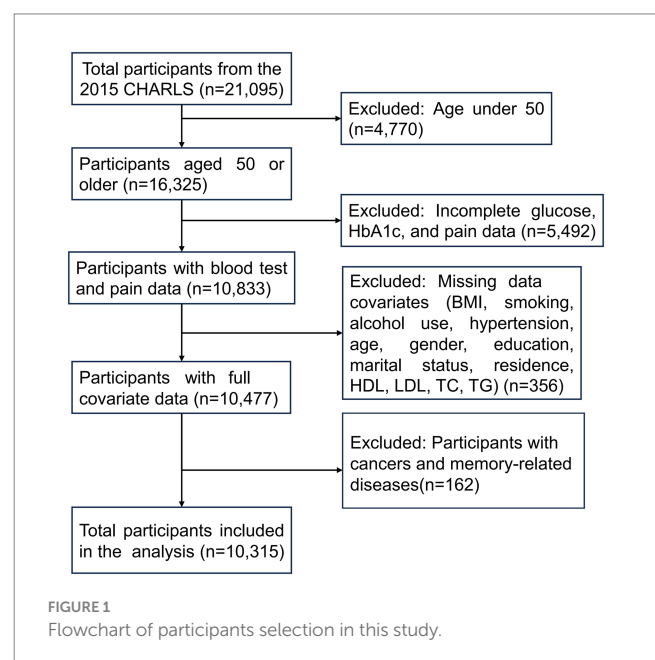 Total participants from the
2015 CHARLS (n=21,095)
Excluded: Age under 50
(n=4,770)
Participants aged 50 or
older (n=16,325)
Excluded: Incomplete glucose,
HbA1c, and pain data (n=5,492)
Participants with blood test
and pain data (n=10,833)
Excluded: Missing data
covariates (BMI, smoking,
alcohol use, hypertension,
age, gender, education,
marital status, residence,
HDL, LDL, TC, TG) (n=356)
Participants with full
covariate data (n=10,477)
Excluded: Participants with
cancers and memory-related
diseases(n=162)
Total participants included
in the analysis (n=10,315)
FIGURE 1
Flowchart of participants selection in this study.